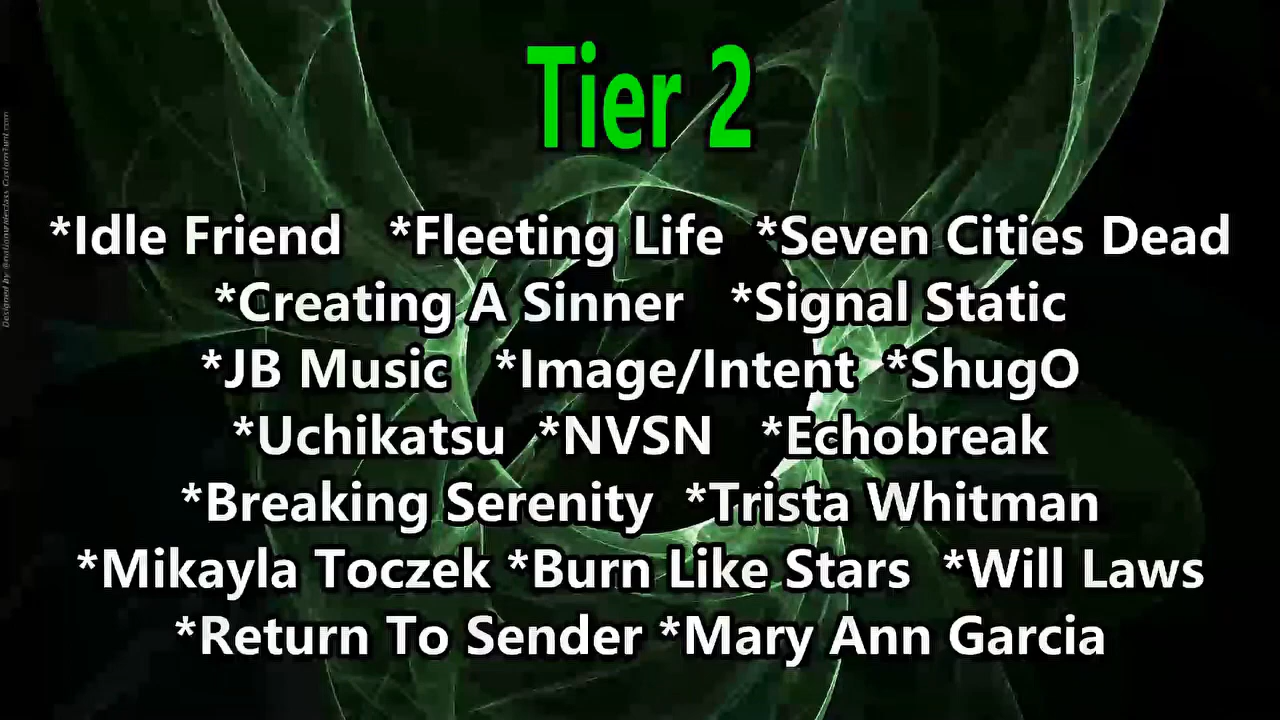 Tier 2
*Idle Friend *Fleeting Life *Seven Cities Dead
*Creating A Sinner *Signal Static
*JB Music *Image/Intent *ShugO
*Uchikatsu *NVSN *Echobreak
*Breaking Serenity *Trista Whitman
*Mikayla Toczek *Burn Like Stars *Will Laws
*Return To Sender *Mary Ann Garcia
Designed by